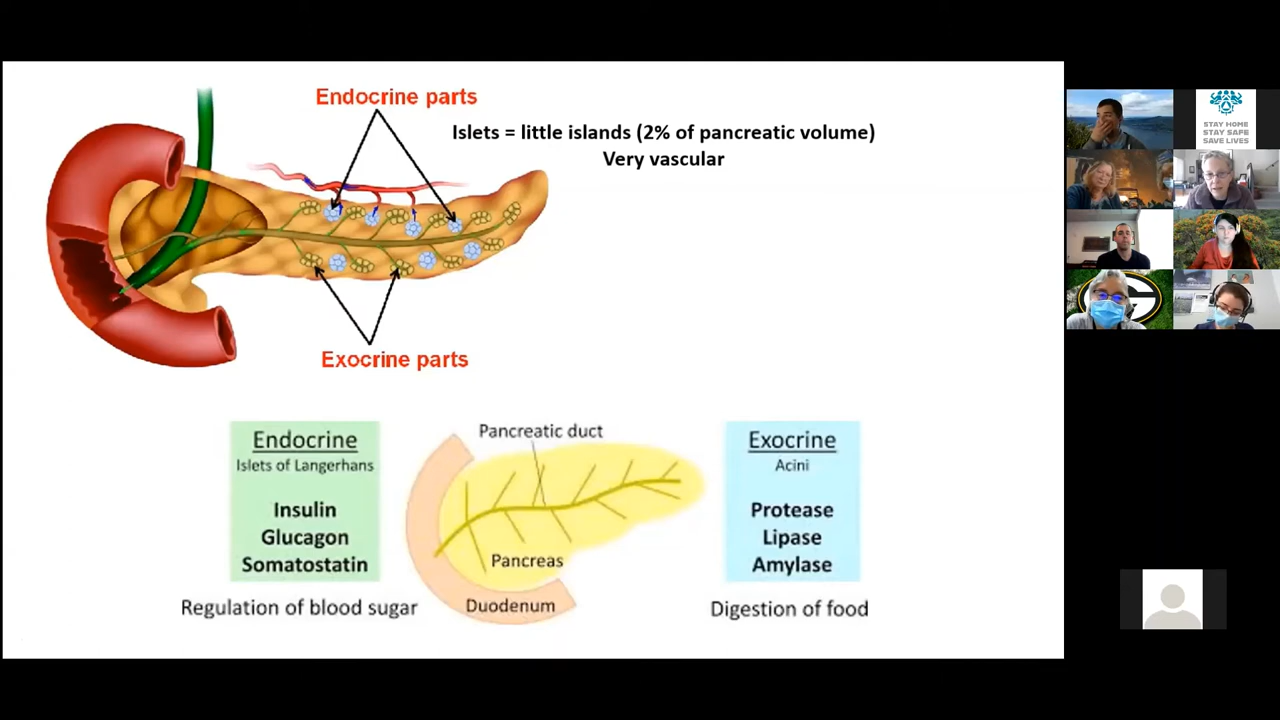 Endocrine parts
Islets = little islands (2% of pancreatic volume)
Very vascular
Exocrine parts
Endocrine
Islets of Langerhans
Insulin
Glucagon
Somatostatin
Regulation of blood sugar
Pancreatic duct
Pancreas
Duodenum
Exocrine
Acini
Protease
Lipase
Amylase
Digestion of food
STAY HOME
STAY SAFE
SAVE LIVES
G